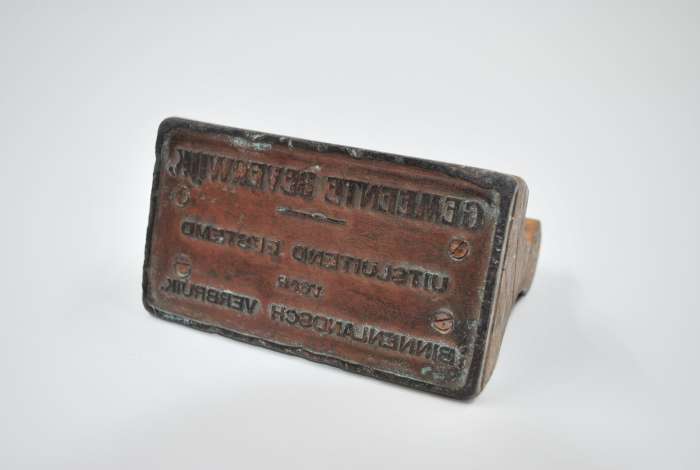 GEMEENTE BEVERWIJK.
UITSLUITEND BESTEMD
VOOR
BINNENLANDSCH VERBRUIK.